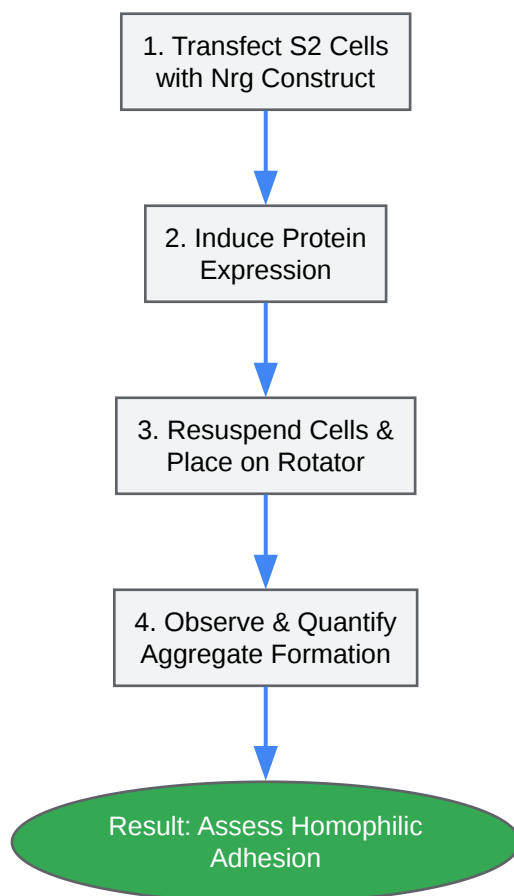 1. Transfect S2 Cells
with Nrg Construct
2. Induce Protein
Expression
3. Resuspend Cells &
Place on Rotator
4. Observe & Quantify
Aggregate Formation
Result: Assess Homophilic
Adhesion